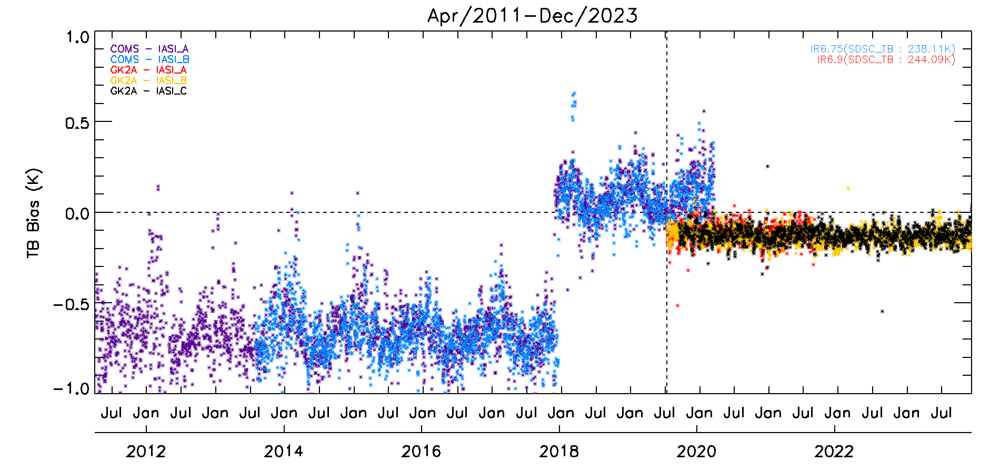 Apr/2011-Dec/2023
COMS - IASI_A
COMS - IASI_B
GK2A - IASI_A
GK2A - IASI_B
GK2A - IASI_C
IR6.75(SDSC_TB : 238.11K)
IR6.9(SDSC_TB : 244.09K)
TB Bias (K)
1.0
0.5
0.0
-0.5
-1.0
Jul Jan Jul Jan Jul Jan Jul Jan Jul Jan Jul Jan Jul Jan Jul Jan Jul Jan Jul Jan Jul Jan Jul Jan Jul
2012 2014 2016 2018 2020 2022